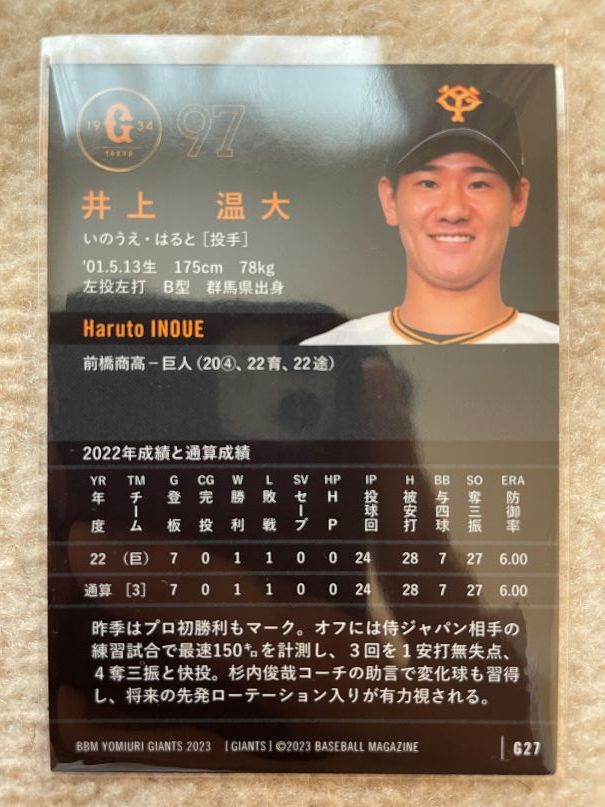 YG
19 G 34
TOKYO
97
井上 温大
いのうえ・はると［投手］
'01.5.13生 175cm 78kg
左投左打 B型 群馬県出身
Haruto INOUE
前橋商高－巨人（20④、22育、22途）
2022年成績と通算成績
YR TM G CG W L SV HP IP H BB SO ERA
年度 チーム 登板 完投 勝利 敗戦 セーブ HP 投球回 被安打 与四球 奪三振 防御率
22 （巨） 7 0 1 1 0 0 24 28 7 27 6.00
通算 ［3］ 7 0 1 1 0 0 24 28 7 27 6.00
昨季はプロ初勝利もマーク。オフには侍ジャパン相手の
練習試合で最速150㌔を計測し、3回を1安打無失点、
4奪三振と快投。杉内俊哉コーチの助言で変化球も習得
し、将来の先発ローテーション入りが有力視される。
BBM YOMIURI GIANTS 2023 ［GIANTS］©2023 BASEBALL MAGAZINE G27